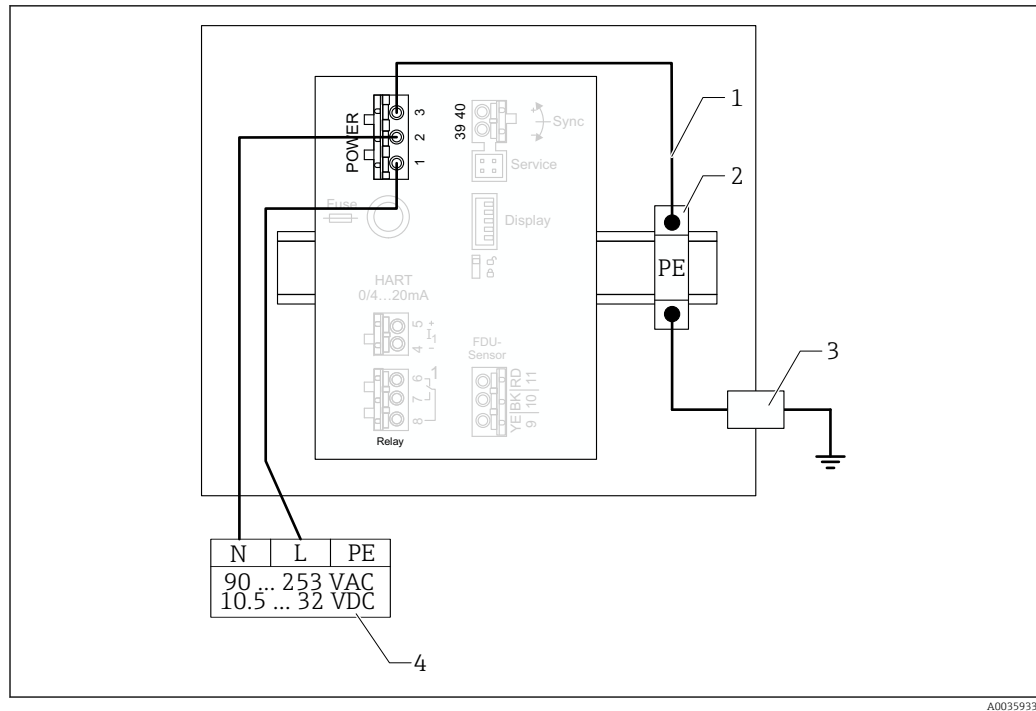 POWER
3
2
1
39 40
+
Sync
-
Service
Fuse
Display
HART
0/4...20mA
5 +
4 -
I1
FDU-
Sensor
6
7
8
1
Relay
YE|BK|RD
9 |10| 11
PE
1
2
3
N L PE
90 ... 253 VAC
10.5 ... 32 VDC
4
A0035933